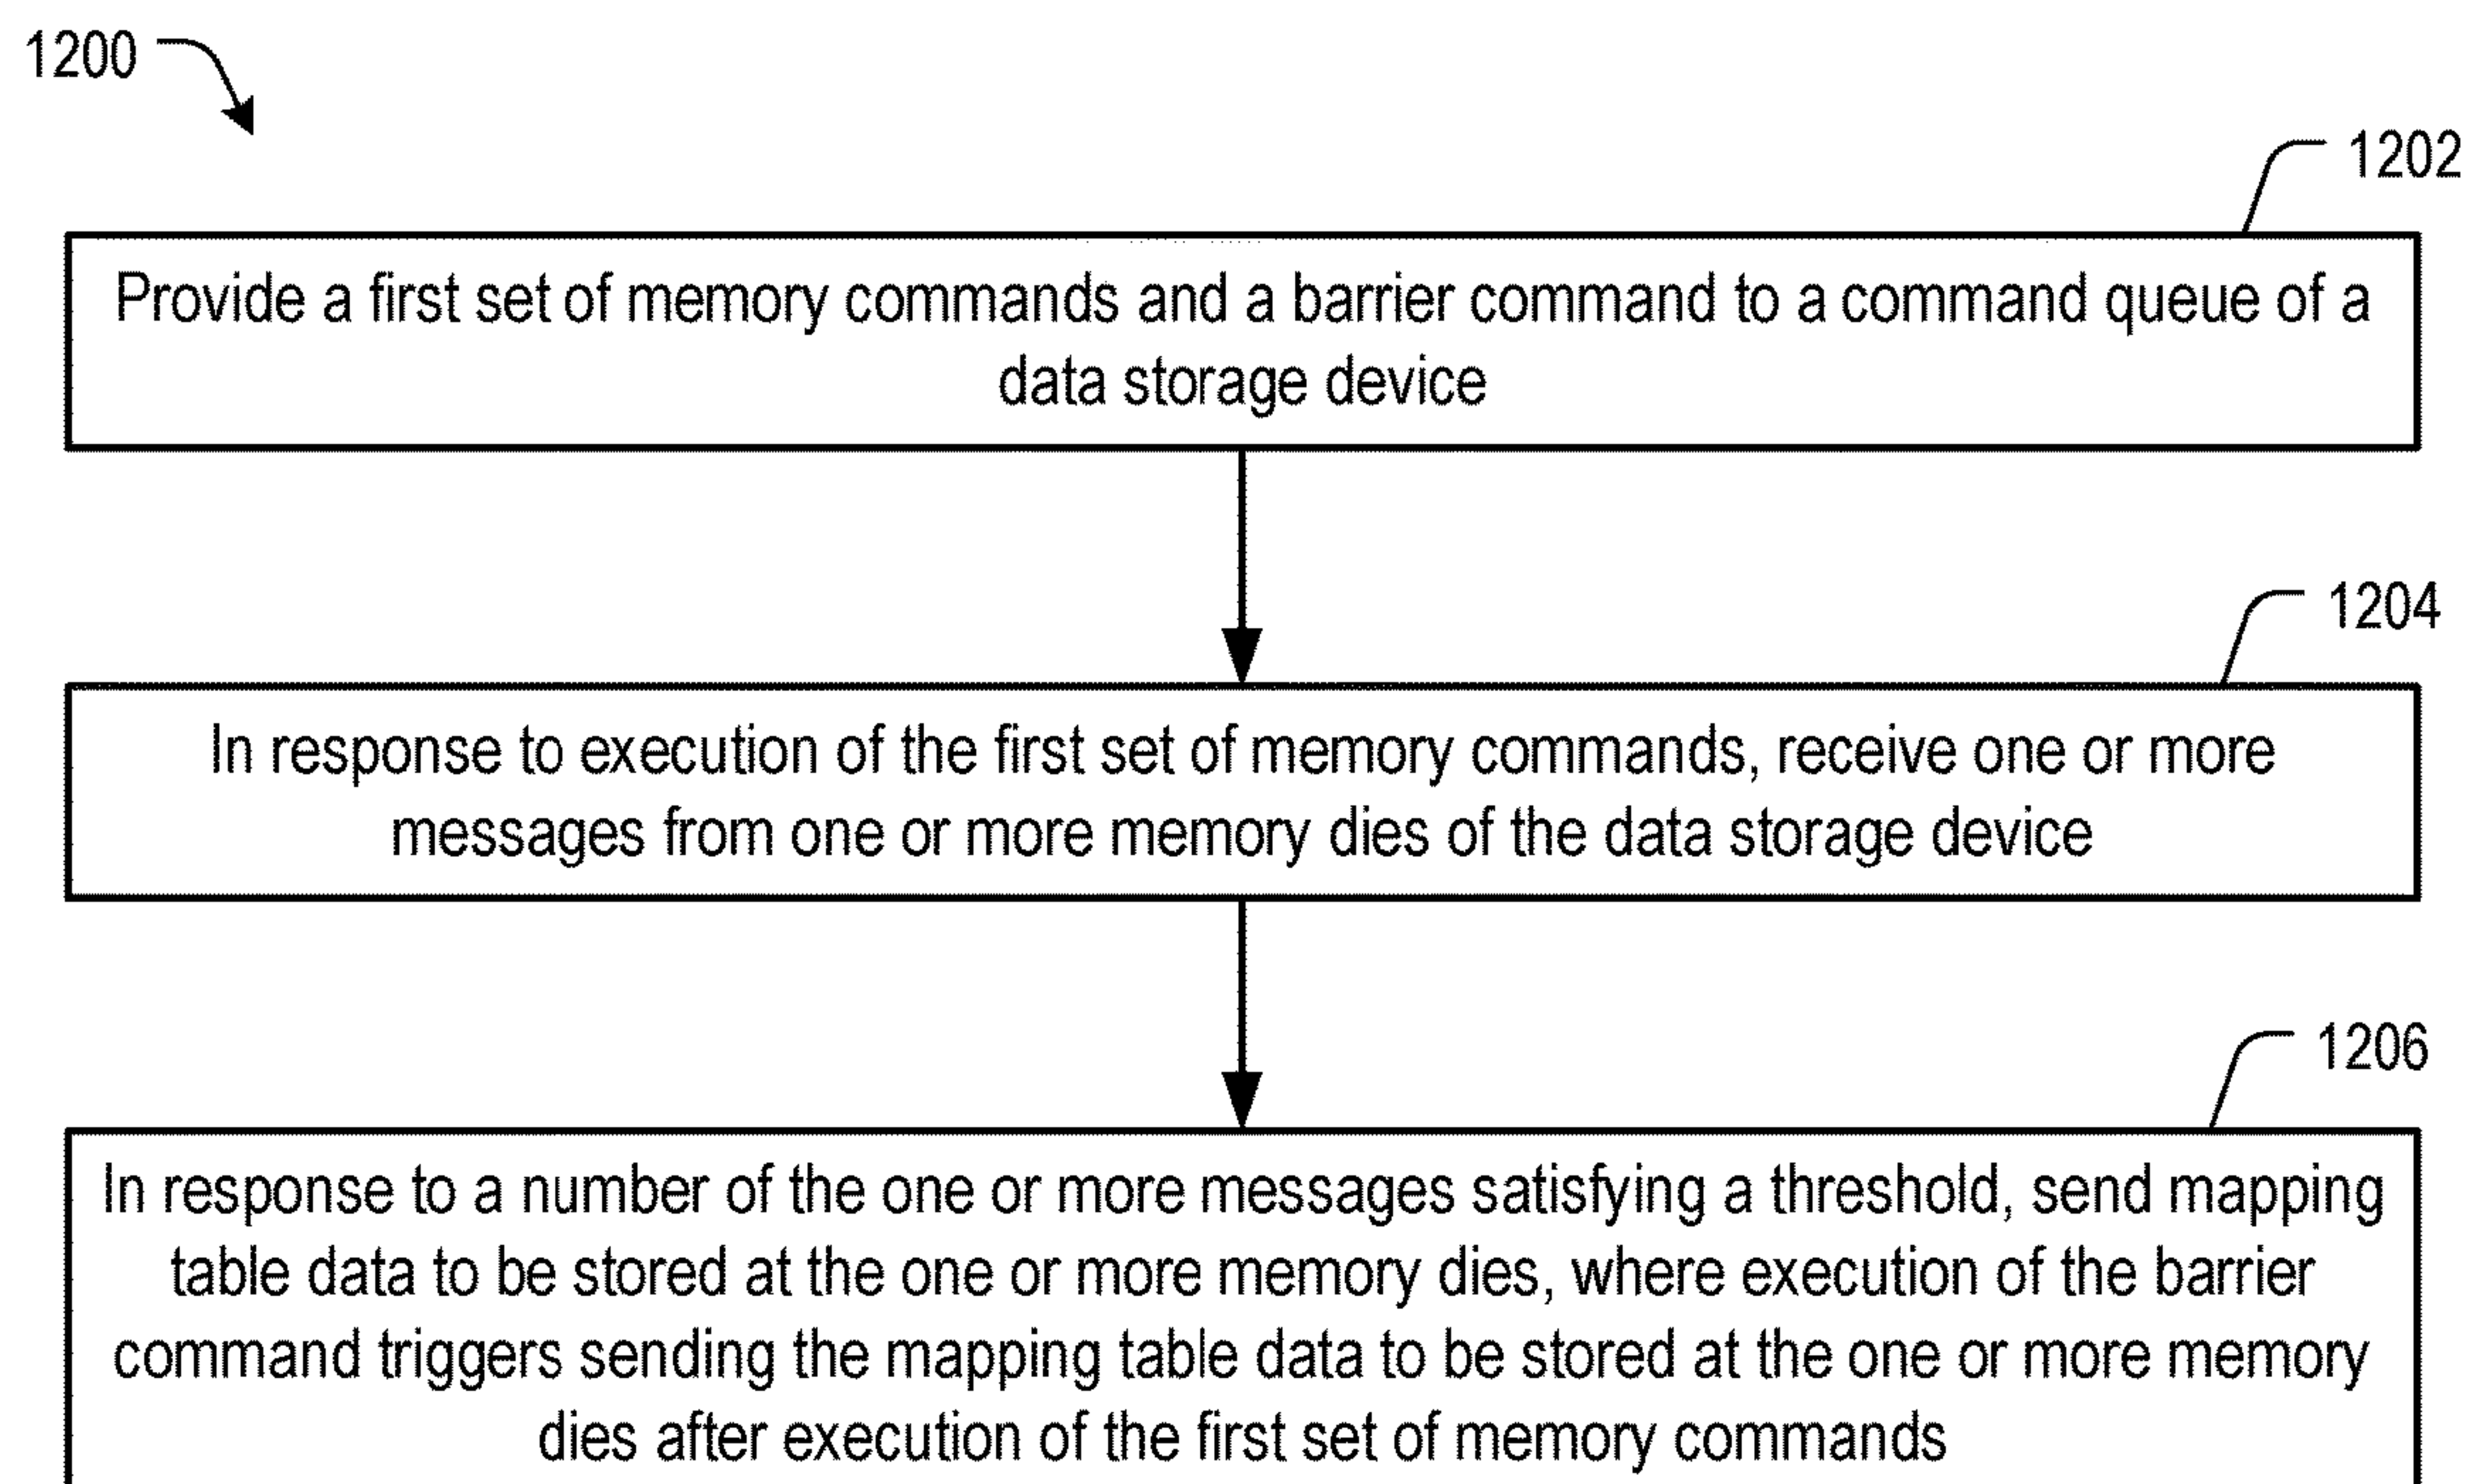 1200
1202
Provide a first set of memory commands and a barrier command to a command queue of a
data storage device
1204
In response to execution of the first set of memory commands, receive one or more
messages from one or more memory dies of the data storage device
1206
In response to a number of the one or more messages satisfying a threshold, send mapping
table data to be stored at the one or more memory dies, where execution of the barrier
command triggers sending the mapping table data to be stored at the one or more memory
dies after execution of the first set of memory commands